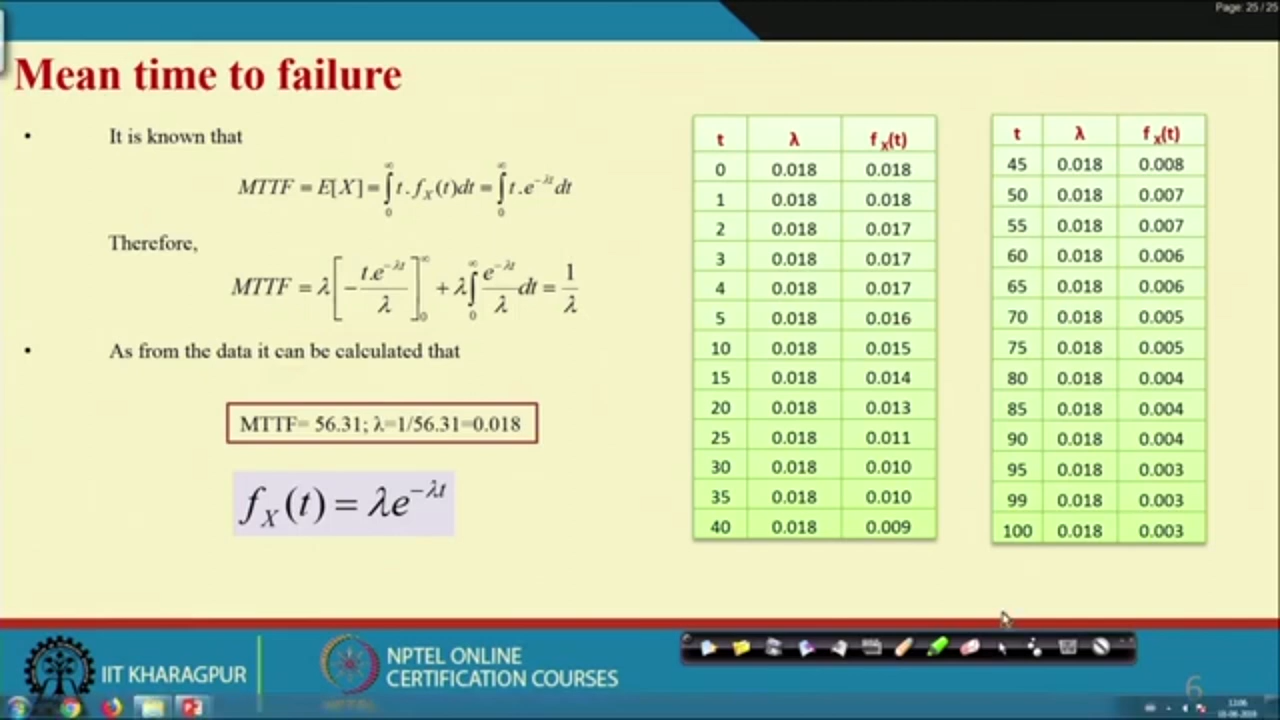 Page: 25 / 25
Mean time to failure
• It is known that
MTTF = E[X] = ∫₀^∞ t . f_X(t)dt = ∫₀^∞ t .e^{-λt} dt
Therefore,
MTTF = λ[ - t.e^{-λt} / λ ]₀^∞ + λ∫₀^∞ e^{-λt} / λ dt = 1 / λ
• As from the data it can be calculated that
MTTF= 56.31; λ=1/56.31=0.018
f_X(t) = λe^{-λt}
t λ f_X(t)
0 0.018 0.018
1 0.018 0.018
2 0.018 0.017
3 0.018 0.017
4 0.018 0.017
5 0.018 0.016
10 0.018 0.015
15 0.018 0.014
20 0.018 0.013
25 0.018 0.011
30 0.018 0.010
35 0.018 0.010
40 0.018 0.009
t λ f_X(t)
45 0.018 0.008
50 0.018 0.007
55 0.018 0.007
60 0.018 0.006
65 0.018 0.006
70 0.018 0.005
75 0.018 0.005
80 0.018 0.004
85 0.018 0.004
90 0.018 0.004
95 0.018 0.003
99 0.018 0.003
100 0.018 0.003
IIT KHARAGPUR
NPTEL ONLINE
CERTIFICATION COURSES
NPTEL
6